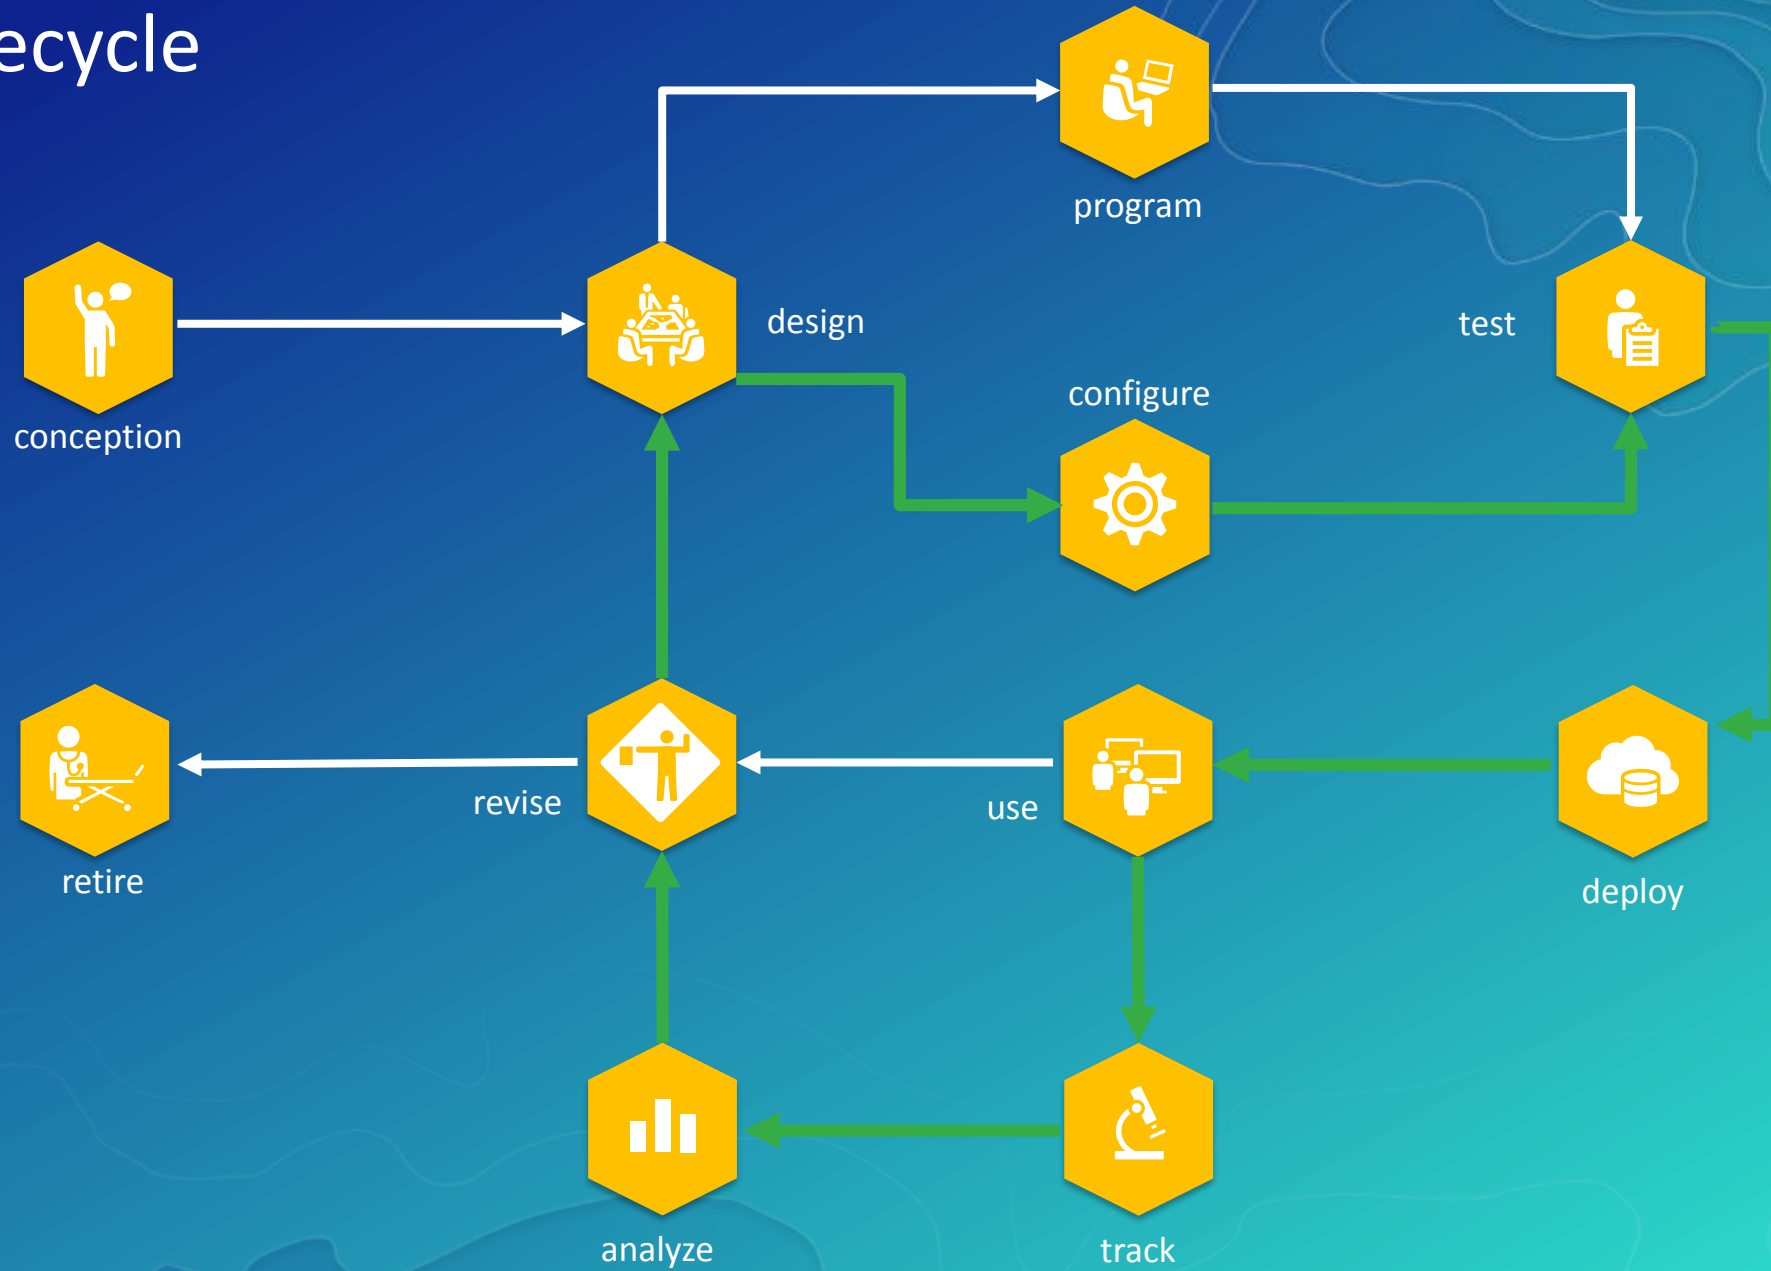 ecycle
program
conception
design
test
configure
retire
revise
use
deploy
analyze
track